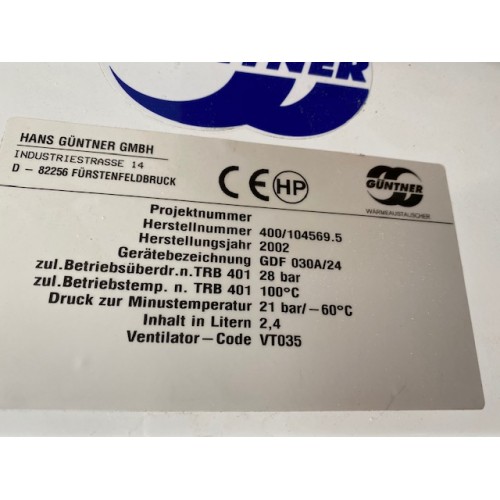 GÜNTNER
HANS GÜNTNER GMBH
INDUSTRIESTRASSE 14
D – 82256 FÜRSTENFELDBRUCK
CE HP
GÜNTNER
WÄRMEAUSTAUSCHER
Projektnummer
Herstellnummer 400/104569.5
Herstellungsjahr 2002
Gerätebezeichnung GDF 030A/24
zul.Betriebsüberdr.n.TRB 401 28 bar
zul.Betriebstemp. n. TRB 401 100°C
Druck zur Minustemperatur 21 bar/–60°C
Inhalt in Litern 2,4
Ventilator–Code VT035